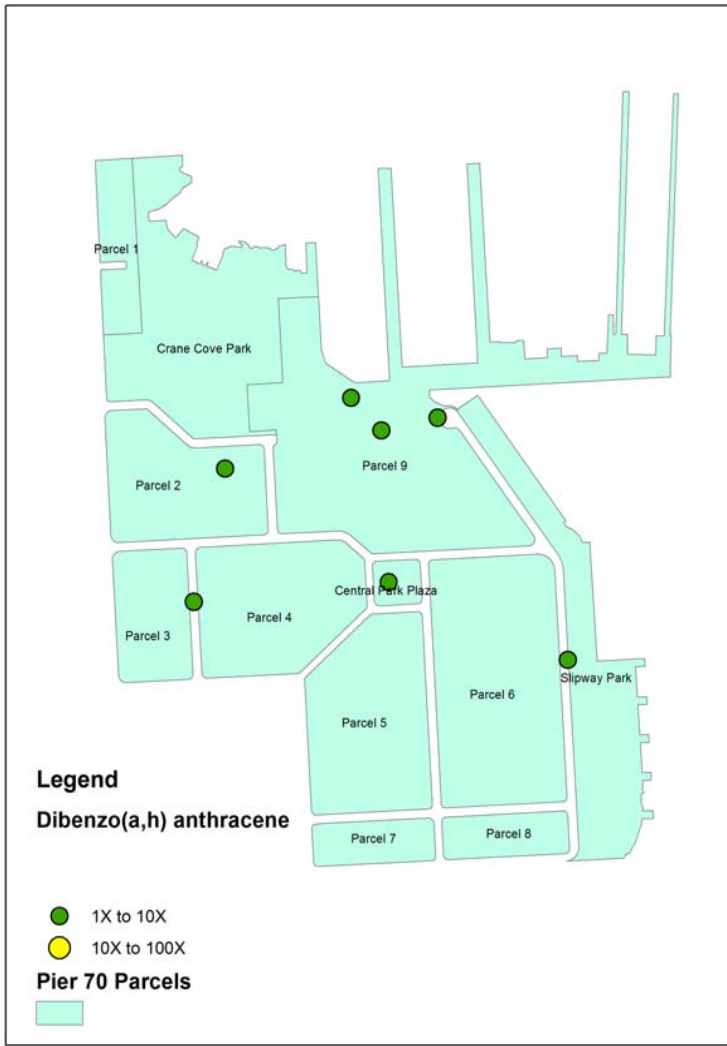 Parcel 1
Crane Cove Park
Parcel 2
Parcel 9
Central Park Plaza
Parcel 3
Parcel 4
Slipway Park
Parcel 6
Parcel 5
Parcel 7
Parcel 8
Legend
Dibenzo(a,h) anthracene
1X to 10X
10X to 100X
Pier 70 Parcels